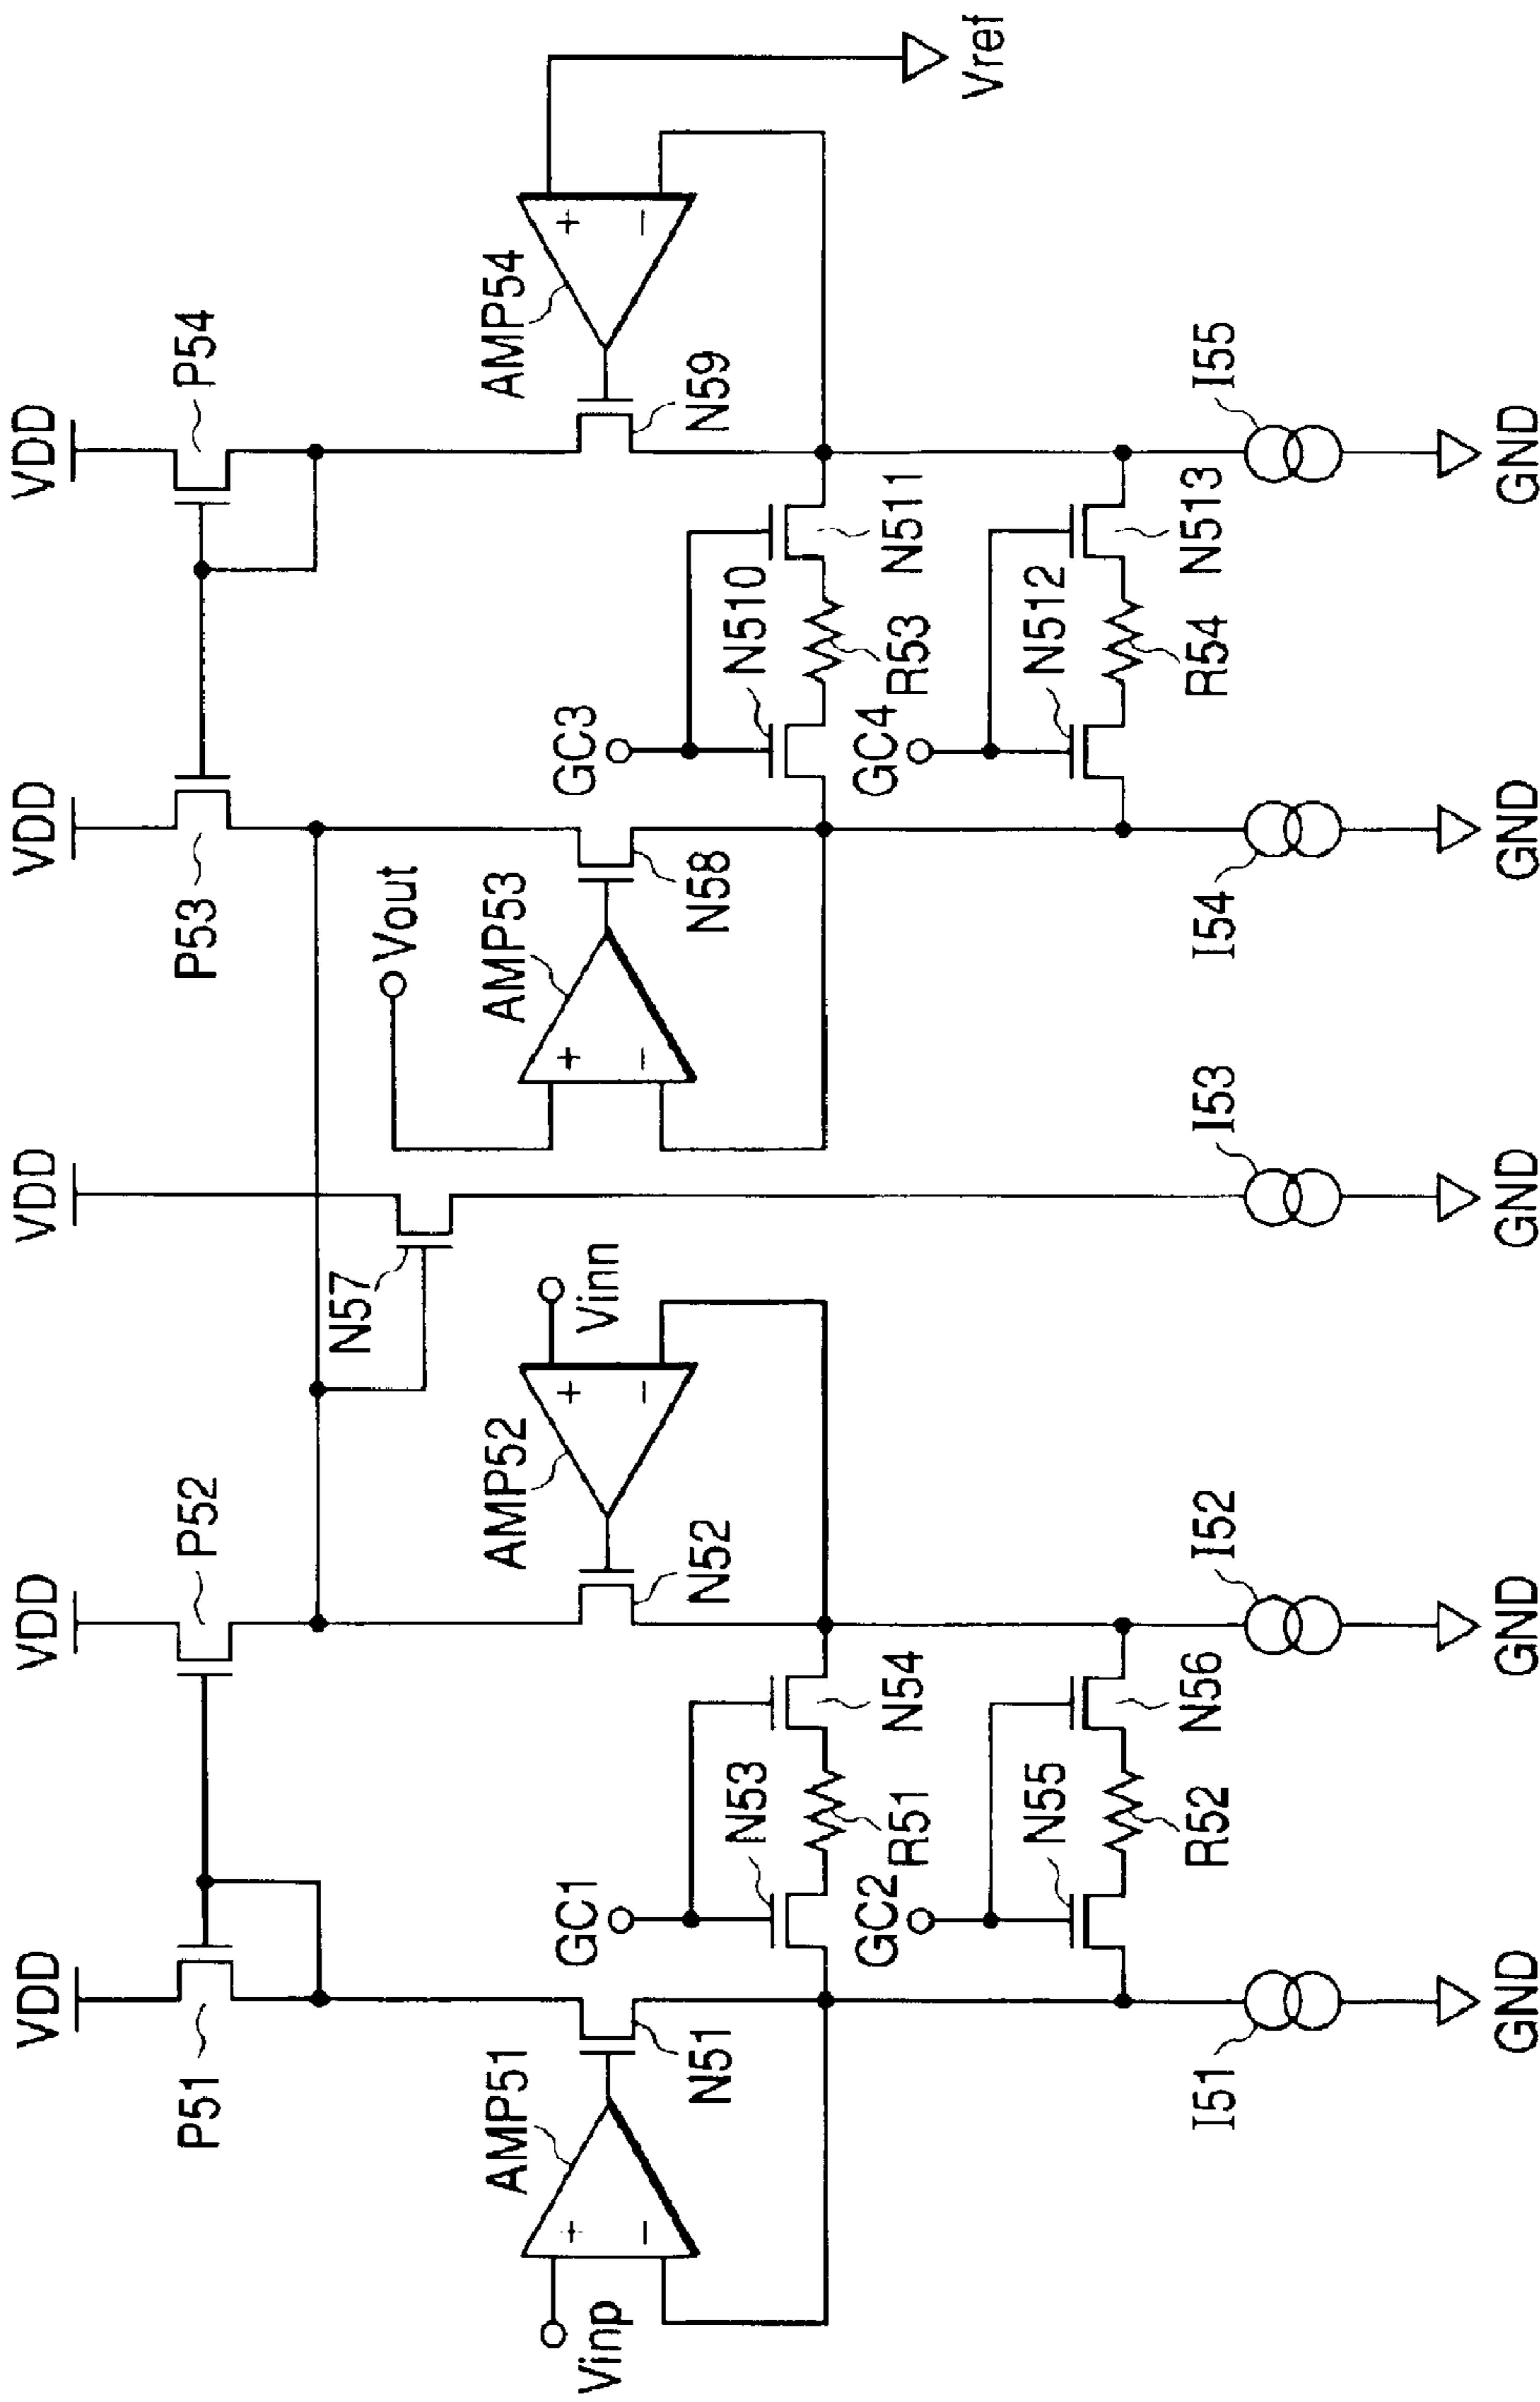 VDD
VDD
VDD
VDD
VDD
P51
P52
P53
P54
N57
Vout
AMP51
AMP52
AMP53
AMP54
Vinp
Vinn
Vref
+
−
+
−
+
−
+
−
N51
N52
N58
N59
GC1
N53
N54
R51
GC3
N510
N511
R53
GC2
N55
N56
R52
GC4
N512
N513
R54
I51
I52
I53
I54
I55
GND
GND
GND
GND
GND